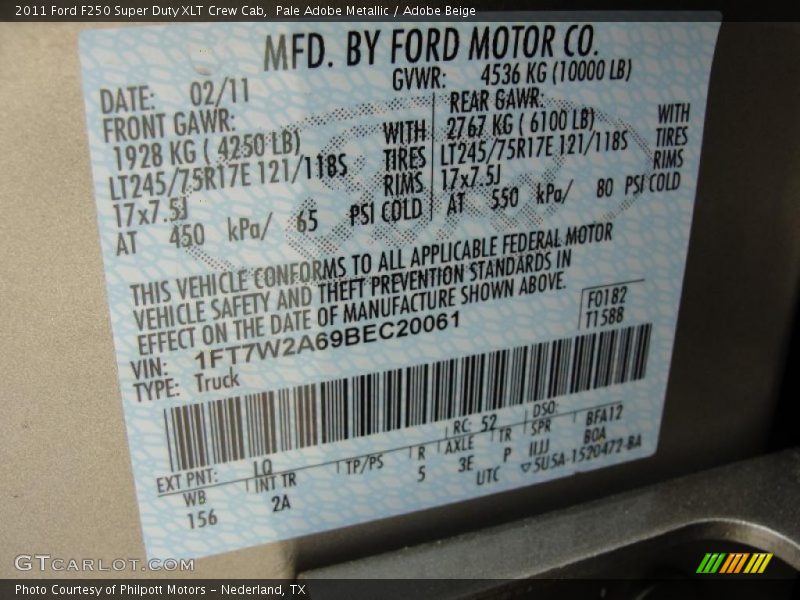 2011 Ford F250 Super Duty XLT Crew Cab, Pale Adobe Metallic / Adobe Beige
MFD. BY FORD MOTOR CO.
DATE: 02/11 GVWR: 4536 KG (10000 LB)
FRONT GAWR: REAR GAWR:
1928 KG ( 4250 LB) WITH 2767 KG ( 6100 LB) WITH
LT245/75R17E 121/118S TIRES LT245/75R17E 121/118S TIRES
17x7.5J RIMS 17x7.5J RIMS
AT 450 kPa/ 65 PSI COLD AT 550 kPa/ 80 PSI COLD
THIS VEHICLE CONFORMS TO ALL APPLICABLE FEDERAL MOTOR
VEHICLE SAFETY AND THEFT PREVENTION STANDARDS IN
EFFECT ON THE DATE OF MANUFACTURE SHOWN ABOVE.
F0182
T1588
VIN: 1FT7W2A69BEC20061
TYPE: Truck
EXT PNT: LQ RC: 52 DSO:
WB INT TR TP/PS R AXLE TR SPR BFA12
156 2A 5 3E P IIJJ BOA
UTC ▽5U5A-1520472-BA
GTCARLOT.COM
Photo Courtesy of Philpott Motors - Nederland, TX